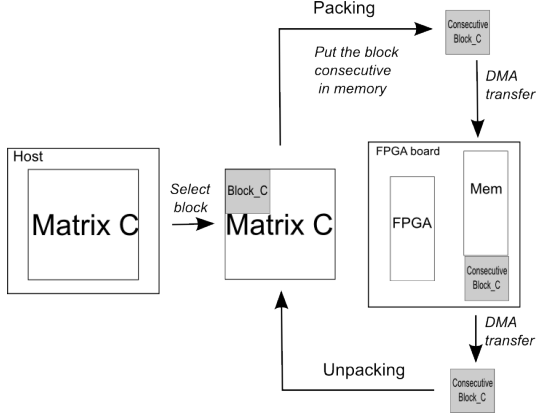 Packing
Consecutive
Block_C
Put the block
consecutive
in memory
DMA
transfer
Host
Matrix C
Select
block
Block_C
Matrix C
FPGA board
FPGA
Mem
Consecutive
Block_C
DMA
transfer
Unpacking
Consecutive
Block_C